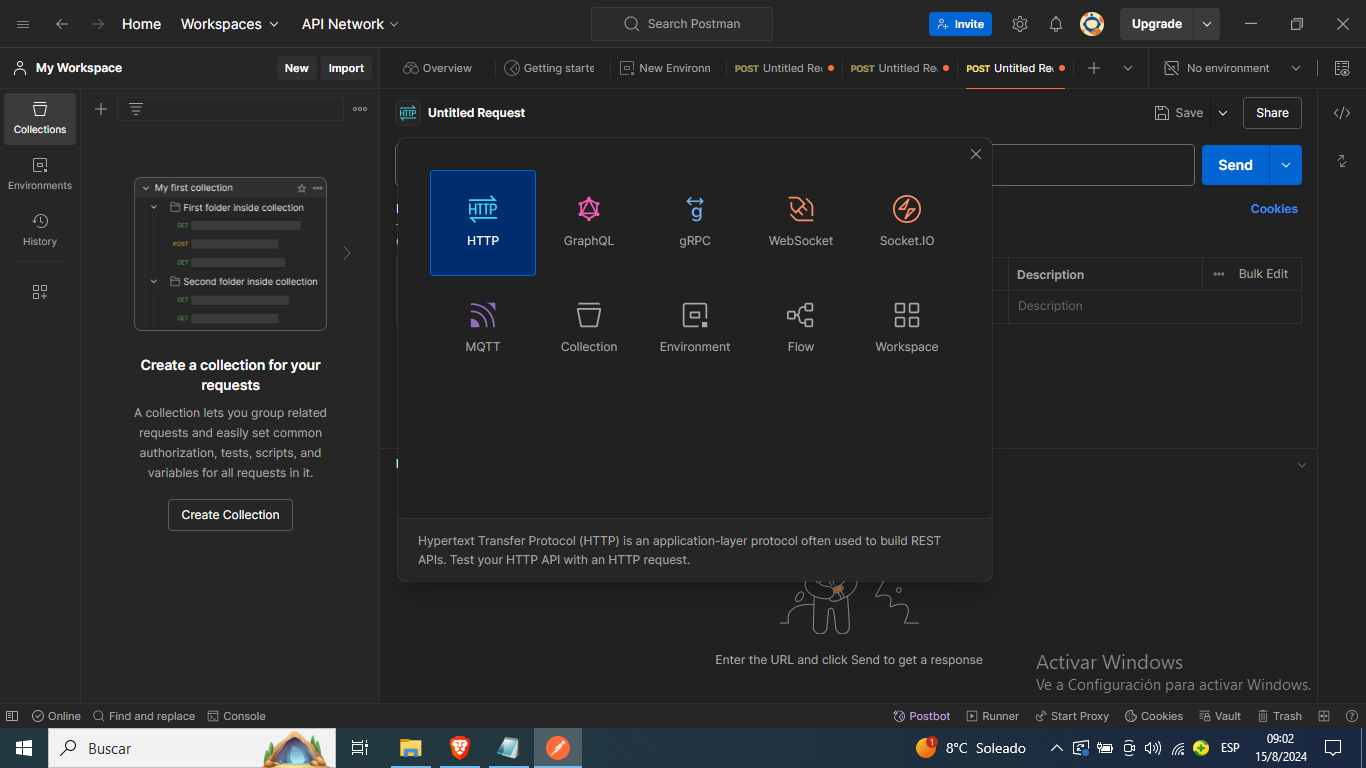 Home
Workspaces
API Network
Search Postman
Invite
Upgrade
My Workspace
New
Import
Overview
Getting starte
New Environn
POST Untitled Re
POST Untitled Re
POST Untitled Re
No environment
Collections
Environments
History
HTTP
Untitled Request
Save
Share
Send
Cookies
Description
Bulk Edit
Description
My first collection
First folder inside collection
GET
POST
GET
Second folder inside collection
GET
GET
Create a collection for your
requests
A collection lets you group related
requests and easily set common
authorization, tests, scripts, and
variables for all requests in it.
Create Collection
HTTP
HTTP
GraphQL
g
gRPC
WebSocket
Socket.IO
MQTT
Collection
Environment
Flow
Workspace
Hypertext Transfer Protocol (HTTP) is an application-layer protocol often used to build REST
APIs. Test your HTTP API with an HTTP request.
Enter the URL and click Send to get a response
Activar Windows
Ve a Configuración para activar Windows.
Online
Find and replace
Console
Postbot
Runner
Start Proxy
Cookies
Vault
Trash
Buscar
1
8°C Soleado
ESP
09:02
15/8/2024